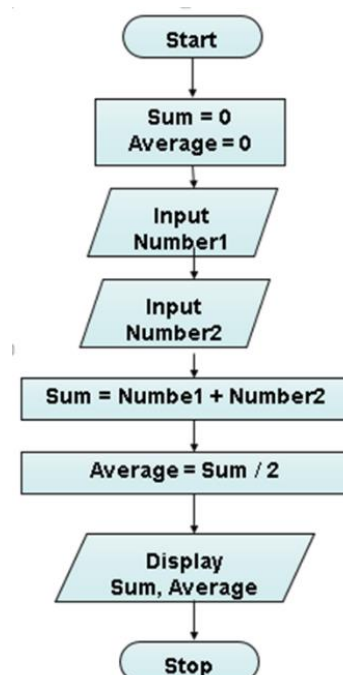 Start
Sum = 0
Average = 0
Input
Number1
Input
Number2
Sum = Numbe1 + Number2
Average = Sum / 2
Display
Sum, Average
Stop